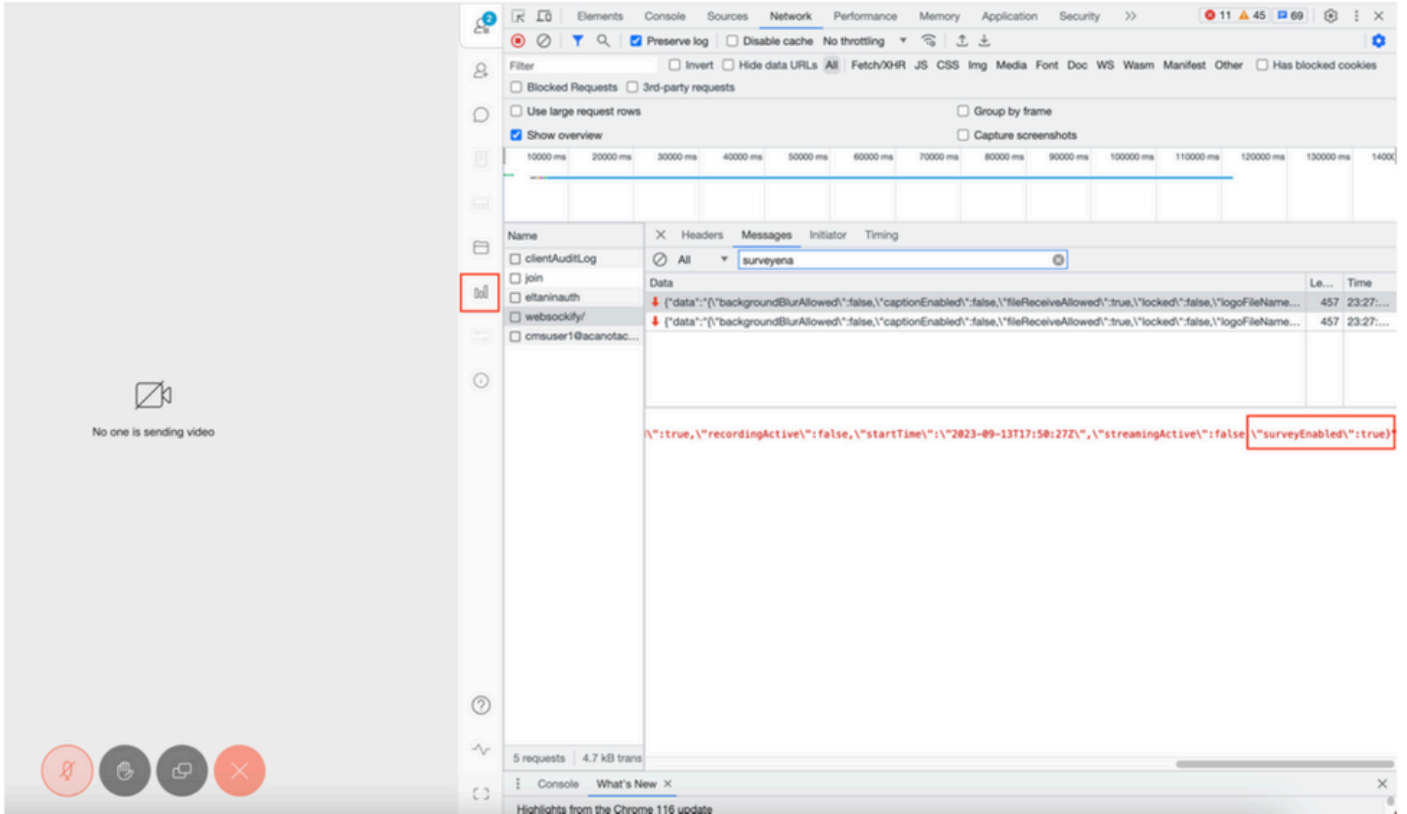 2
Elements Console Sources Network Performance Memory Application Security >> 11 45 69
Preserve log Disable cache No throttling
Filter Invert Hide data URLs All Fetch/XHR JS CSS Img Media Font Doc WS Wasm Manifest Other Has blocked cookies
Blocked Requests 3rd-party requests
Use large request rows Group by frame
Show overview Capture screenshots
10000 ms 20000 ms 30000 ms 40000 ms 50000 ms 60000 ms 70000 ms 80000 ms 90000 ms 100000 ms 110000 ms 120000 ms 130000 ms 1400
Name Headers Messages Initiator Timing
clientAuditLog All surveyena
join Data Le... Time
eltaninauth {"data":"{\"backgroundBlurAllowed\":false,\"captionEnabled\":false,\"fileReceiveAllowed\":true,\"locked\":false,\"logoFileName... 457 23:27:...
websockify/ {"data":"{\"backgroundBlurAllowed\":false,\"captionEnabled\":false,\"fileReceiveAllowed\":true,\"locked\":false,\"logoFileName... 457 23:27:...
cmsuser1@acanotac...
No one is sending video
\":true,\"recordingActive\":false,\"startTime\":\"2023-09-13T17:50:27Z\",\"streamingActive\":false \"surveyEnabled\":true}"
5 requests 4.7 kB trans
Console What's New
Highlights from the Chrome 116 update